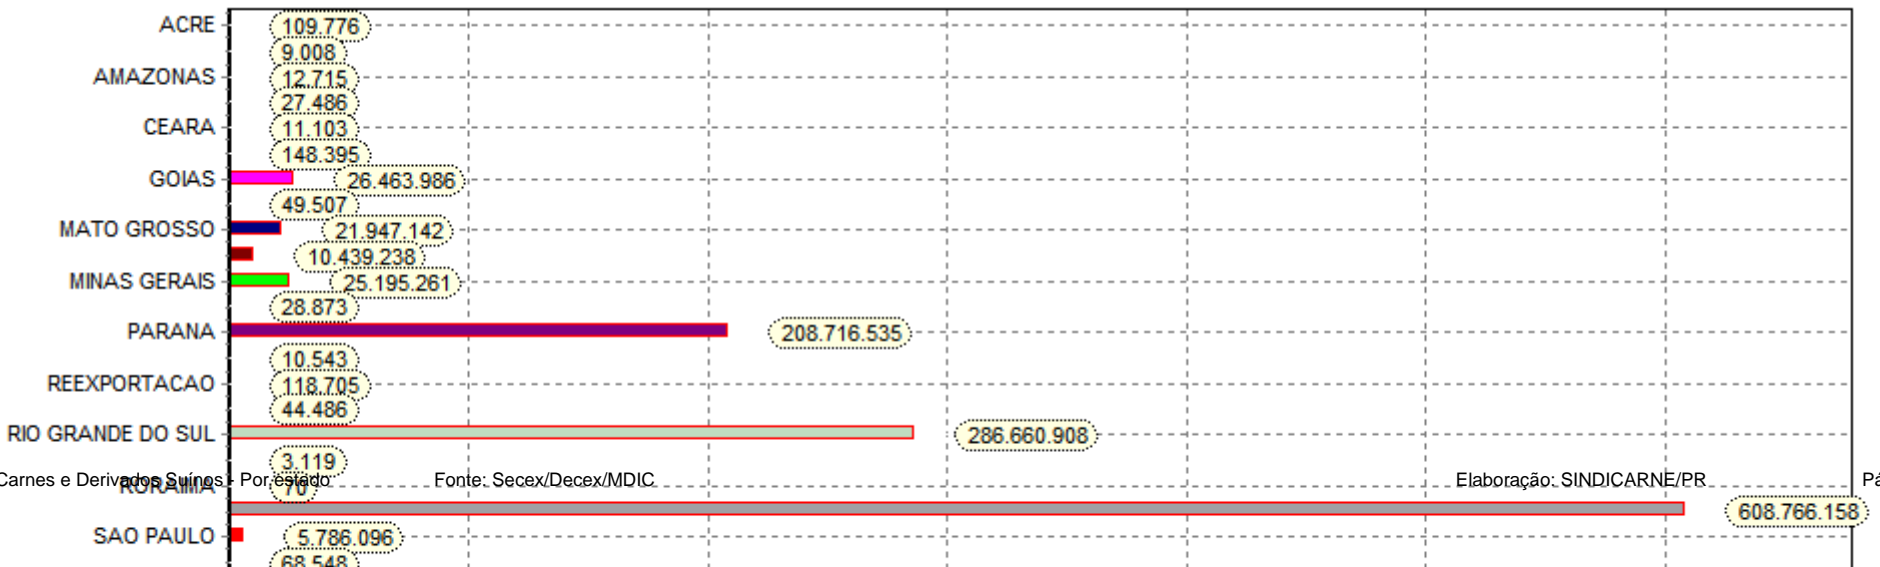 ACRE 109.776
9.008
AMAZONAS 12.715
27.486
CEARA 11.103
148.395
GOIAS 26.463.986
49.507
MATO GROSSO 21.947.142
10.439.238
MINAS GERAIS 25.195.261
28.873
PARANA 208.716.535
10.543
REEXPORTACAO 118.705
44.486
RIO GRANDE DO SUL 286.660.908
3.119
Carnes e Derivados Suínos - Por estado Fonte: Secex/Decex/MDIC Elaboração: SINDICARNE/PR Pá
RORAIMA 70
608.766.158
SAO PAULO 5.786.096
68.548